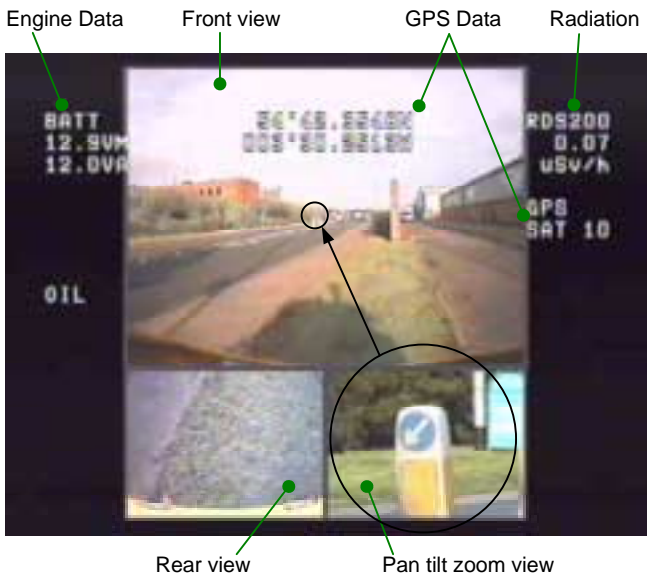 Engine Data
Front view
GPS Data
Radiation
BATT
12.9VM
12.0VA
OIL
RDS200
0.07
uSv/h
GPS
SAT 10
Rear view
Pan tilt zoom view